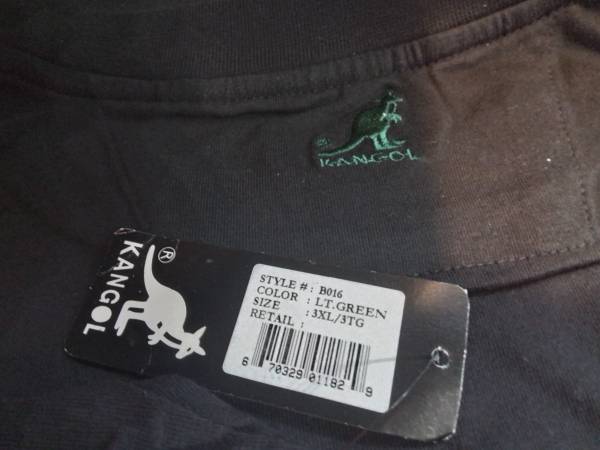 KANGOL
KANGOL
®
STYLE # : B016
COLOR : LT.GREEN
SIZE : 3XL/3TG
RETAIL :
6 70329 01182 9